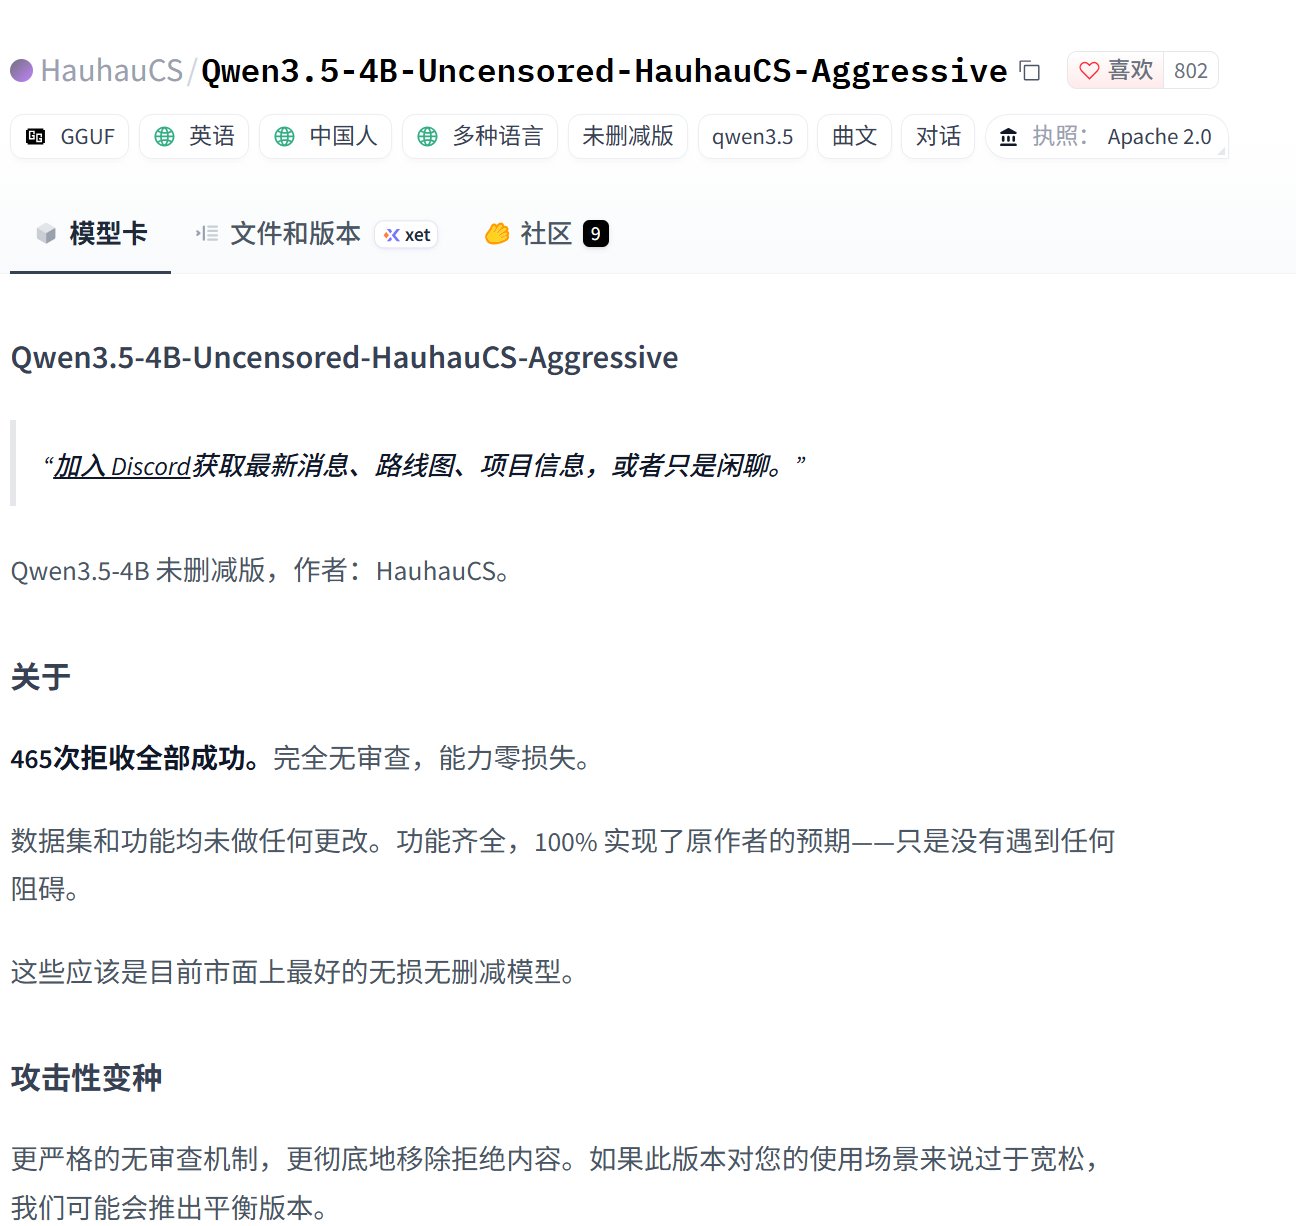 HauhauCS/Qwen3.5-4B-Uncensored-HauhauCS-Aggressive 喜欢 802
GGUF 英语 中国人 多种语言 未删减版 qwen3.5 曲文 对话 执照： Apache 2.0
模型卡 文件和版本 xet 社区 9
Qwen3.5-4B-Uncensored-HauhauCS-Aggressive
“加入 Discord获取最新消息、路线图、项目信息，或者只是闲聊。”
Qwen3.5-4B 未删减版，作者：HauhauCS。
关于
465次拒收全部成功。完全无审查，能力零损失。
数据集和功能均未做任何更改。功能齐全，100% 实现了原作者的预期——只是没有遇到任何
阻碍。
这些应该是目前市面上最好的无损无删减模型。
攻击性变种
更严格的无审查机制，更彻底地移除拒绝内容。如果此版本对您的使用场景来说过于宽松，
我们可能会推出平衡版本。